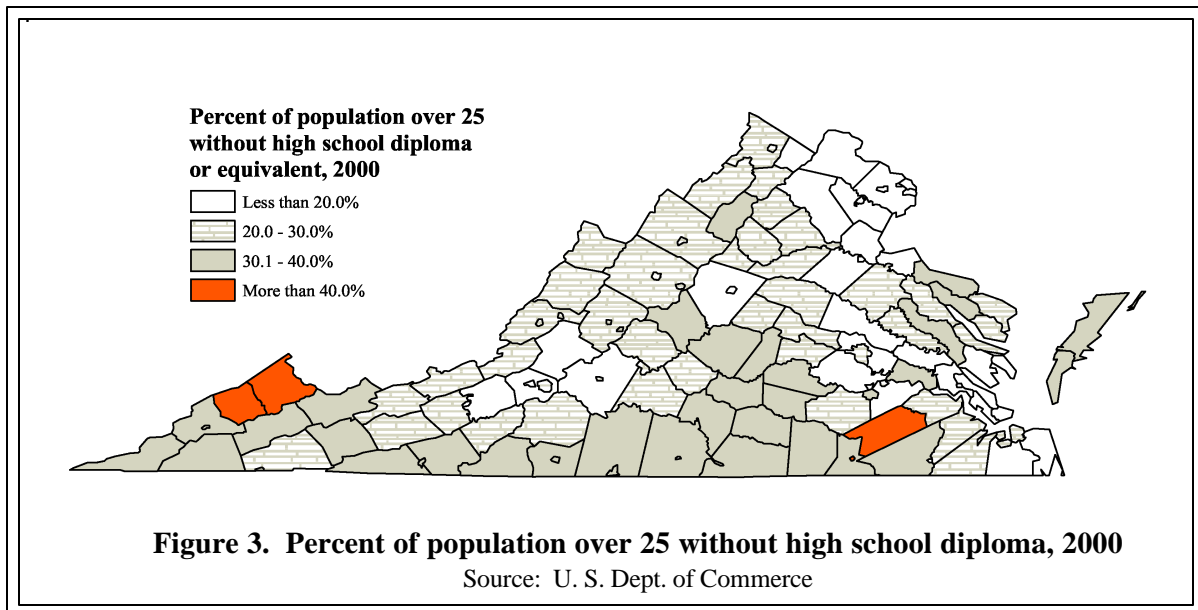 Percent of population over 25
without high school diploma
or equivalent, 2000
Less than 20.0%
20.0 - 30.0%
30.1 - 40.0%
More than 40.0%
Figure 3. Percent of population over 25 without high school diploma, 2000
Source: U. S. Dept. of Commerce